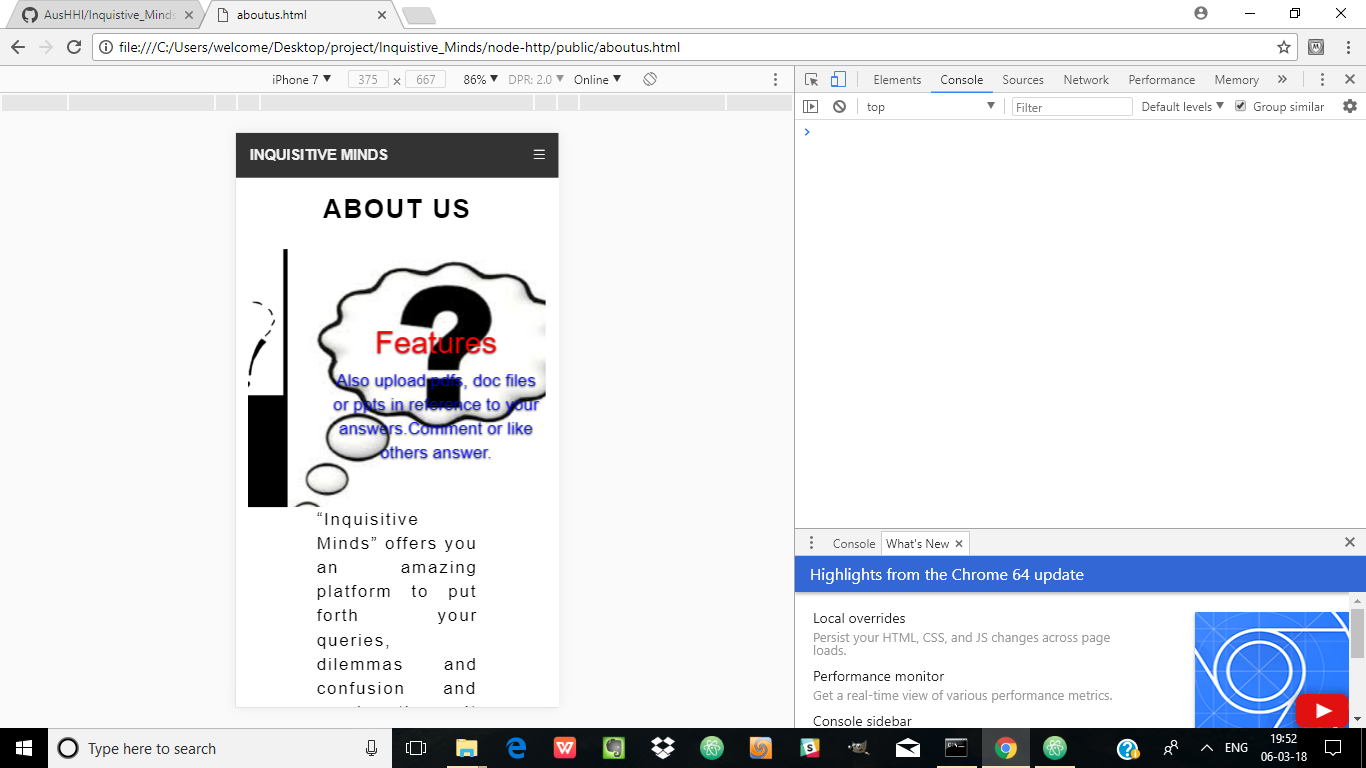 AusHHI/Inquistive_Minds
aboutus.html
file:///C:/Users/welcome/Desktop/project/Inquistive_Minds/node-http/public/aboutus.html
iPhone 7 ▼ 375 × 667 86% ▼ DPR: 2.0 ▼ Online ▼
Elements Console Sources Network Performance Memory »
top ▼ Filter Default levels ▼ Group similar
INQUISITIVE MINDS ☰
ABOUT US
?
Features
Also upload pdfs, doc files
or ppts in reference to your
answers.Comment or like
others answer.
“Inquisitive
Minds” offers you
an amazing
platform to put
forth your
queries,
dilemmas and
confusion and
Console What's New
Highlights from the Chrome 64 update
Local overrides
Persist your HTML, CSS, and JS changes across page
loads.
Performance monitor
Get a real-time view of various performance metrics.
Console sidebar
Type here to search
ENG
19:52
06-03-18